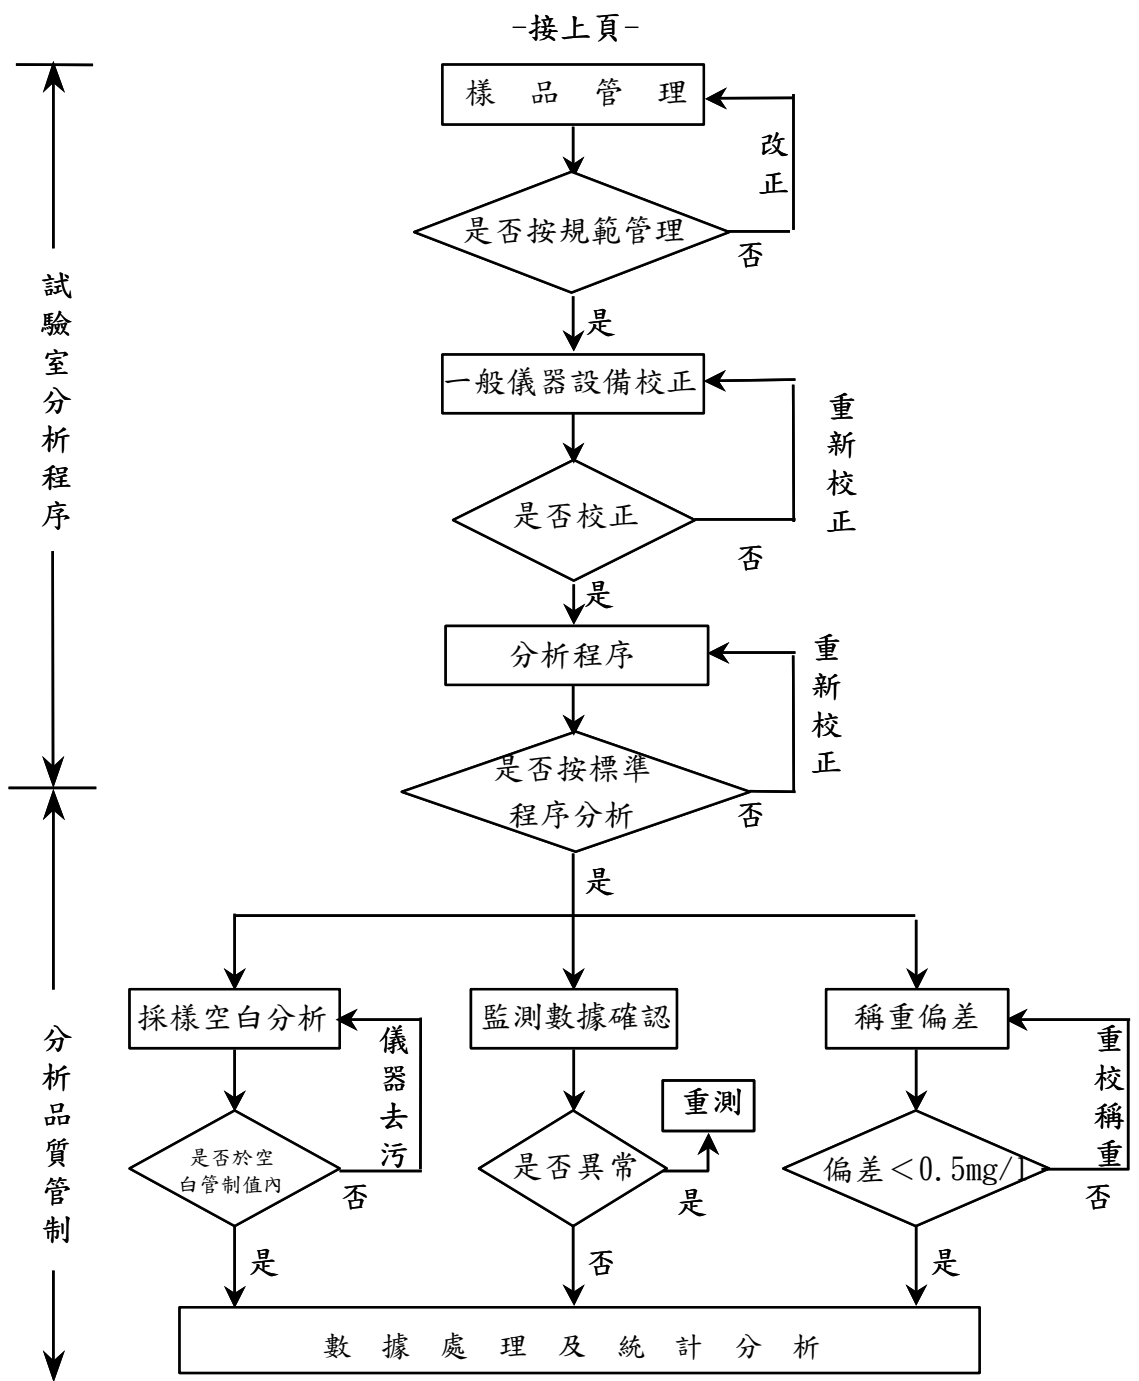 -接上頁-
樣品管理
改正
是否按規範管理
否
是
試驗室分析程序
一般儀器設備校正
重新校正
是否校正
否
是
分析程序
重新校正
是否按標準
程序分析
否
是
採樣空白分析
監測數據確認
稱重偏差
分析品質管制
儀器去污
重測
重校稱重
是否於空
白管制值內
否
是否異常
是
偏差<0.5mg/l
否
是
否
是
數據處理及統計分析